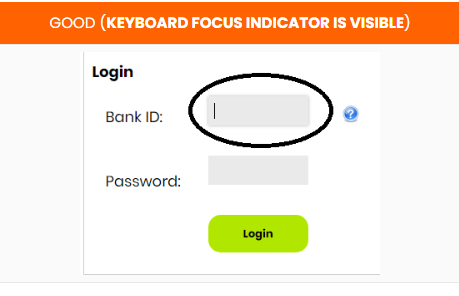 GOOD (KEYBOARD FOCUS INDICATOR IS VISIBLE)
Login
Bank ID:
?
Password:
Login